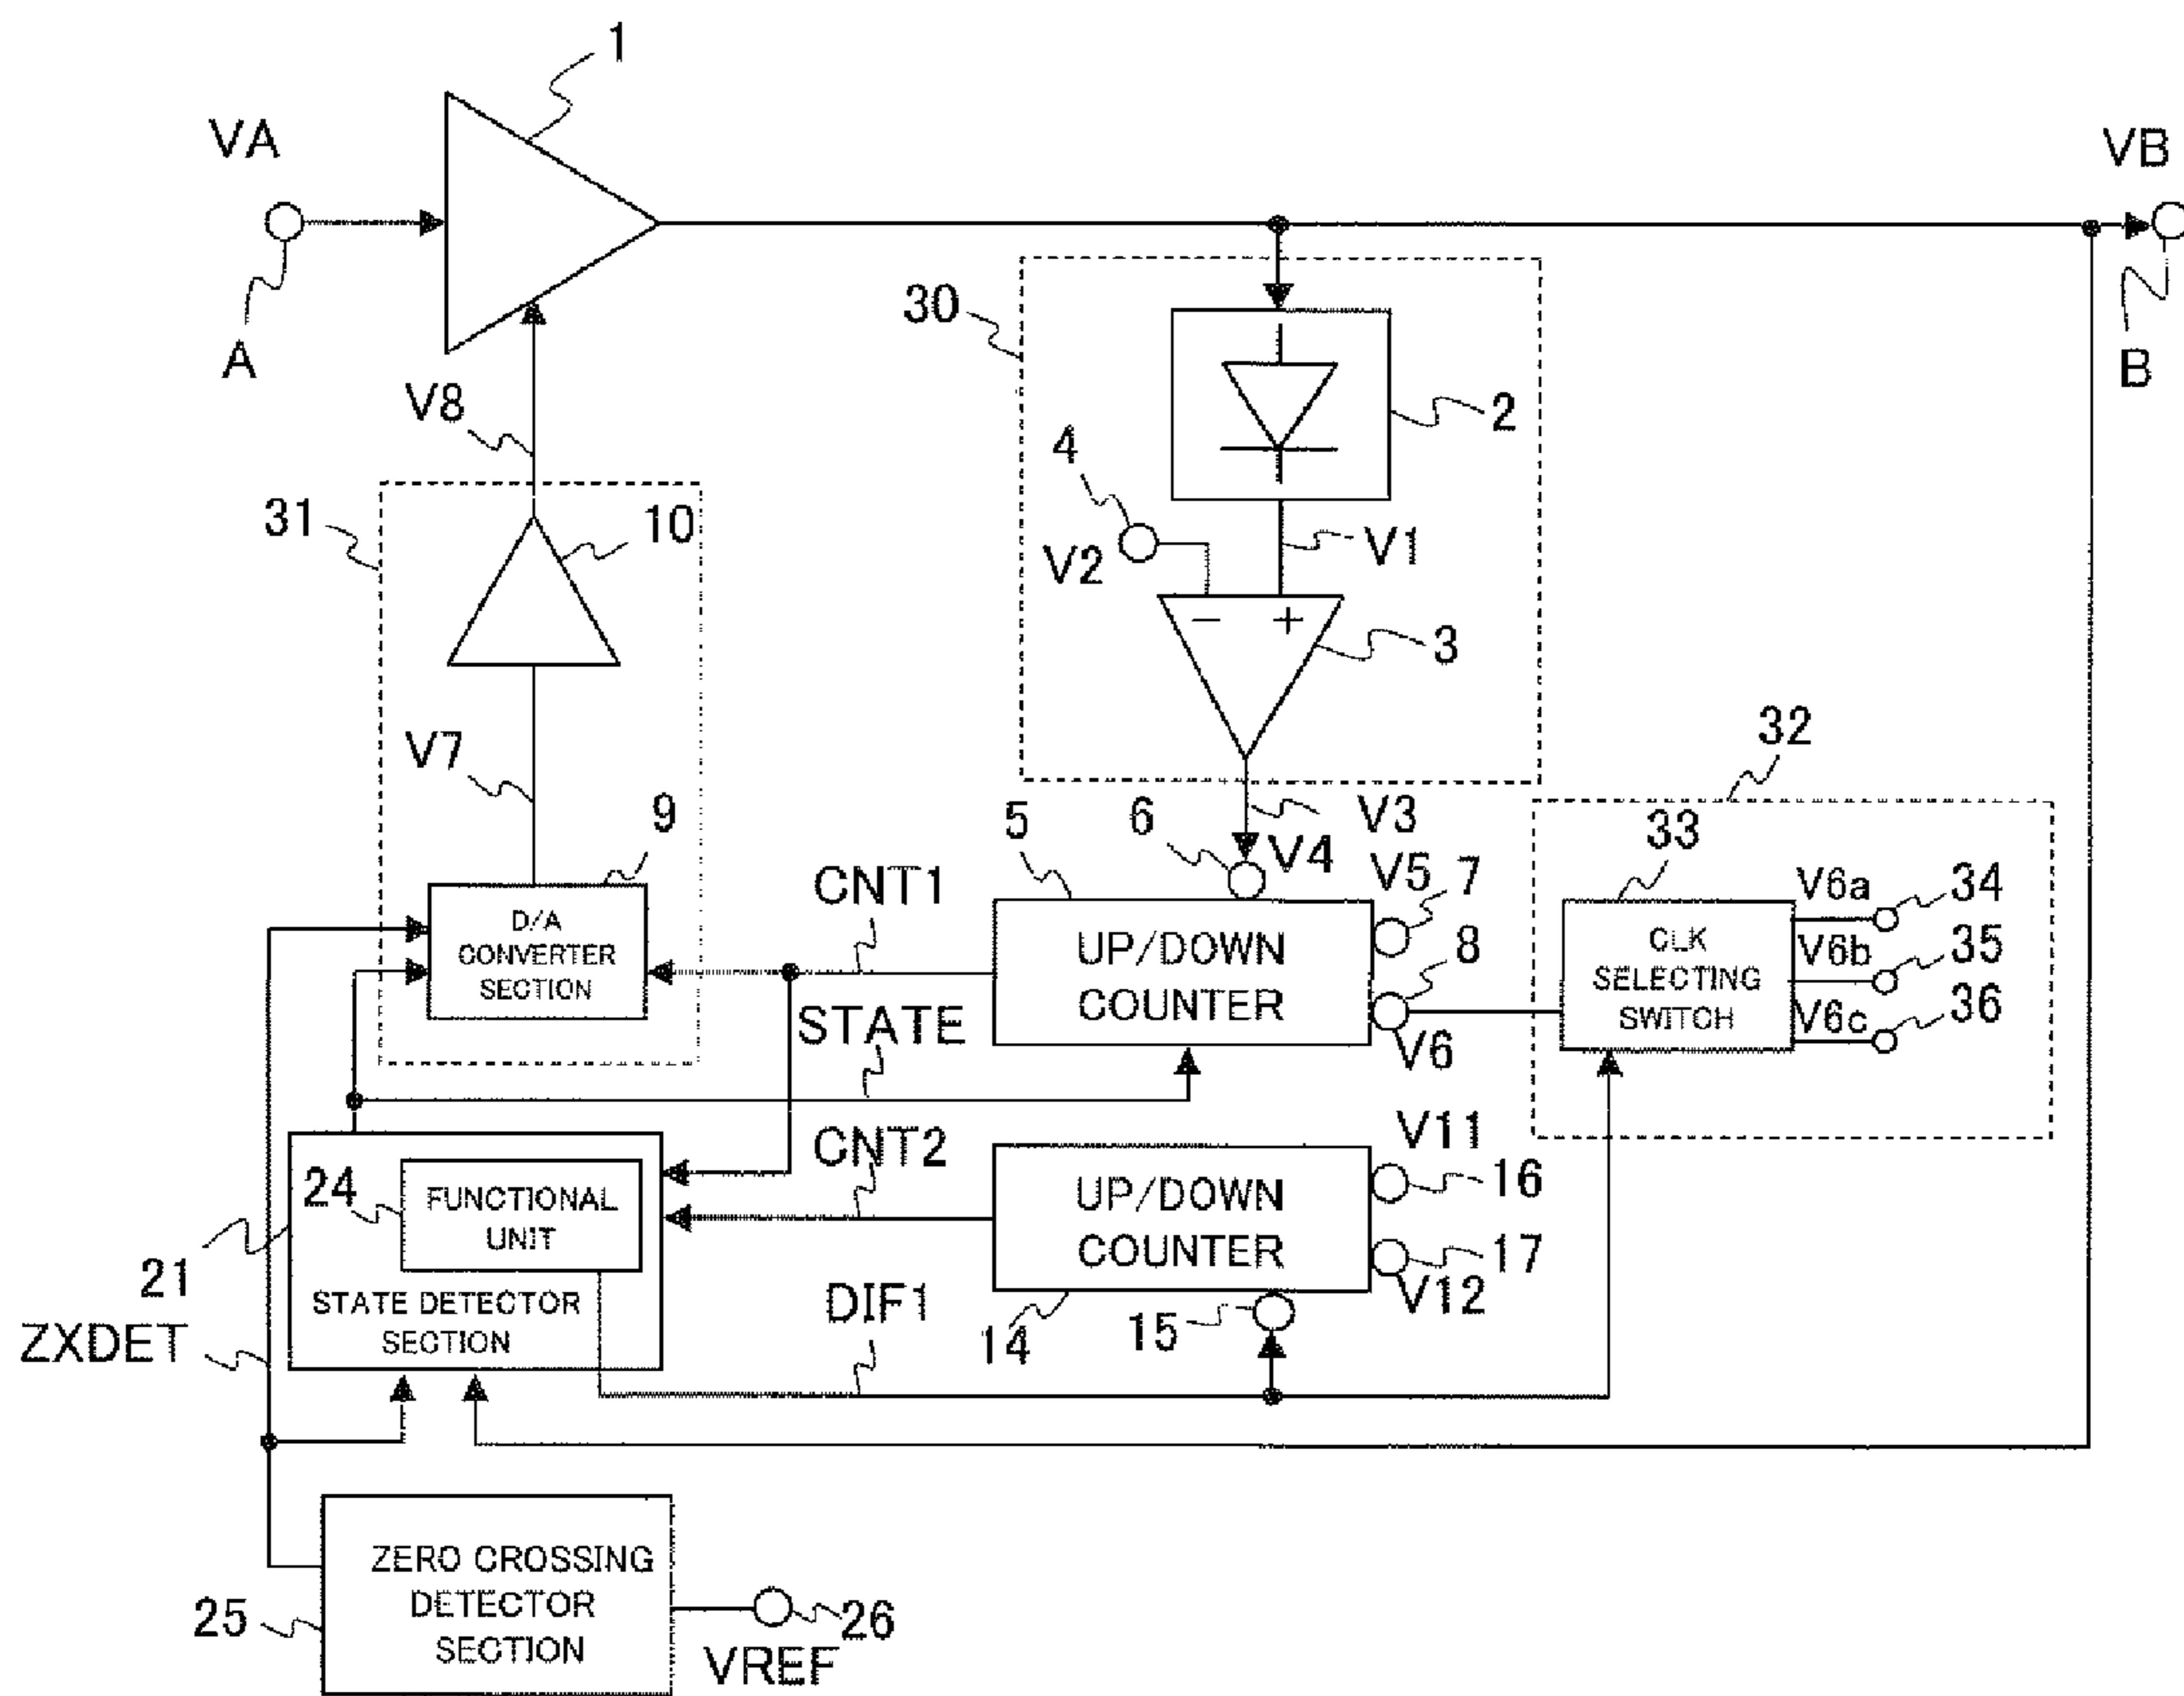 1
VA
VB
A
B
30
2
V8
4
V2
V1
31
10
3
V7
32
9
5
6
V3
V4
33
V5
7
V6a
34
V6b
35
V6c
36
CNT1
D/A
CONVERTER
SECTION
UP/DOWN
COUNTER
8
V6
CLK
SELECTING
SWITCH
STATE
CNT2
V11
24
FUNCTIONAL
UNIT
UP/DOWN
COUNTER
16
17
V12
21
STATE DETECTOR
SECTION
DIF1
14
15
ZXDET
ZERO CROSSING
DETECTOR
SECTION
25
26
VREF
− +